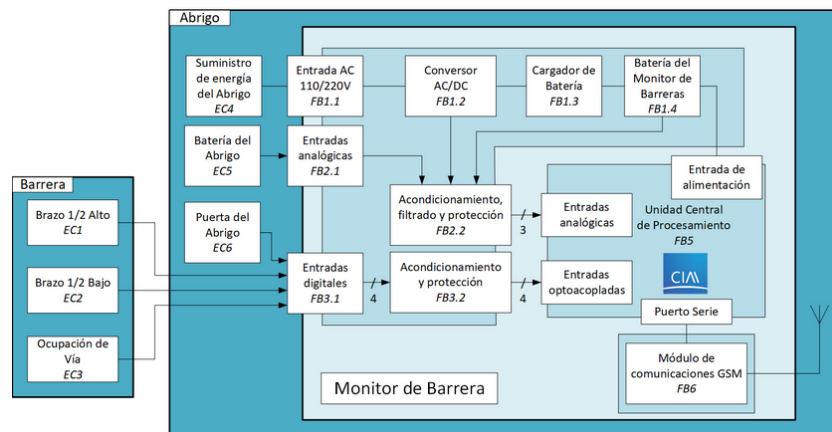 Abrigo
Suministro
de energía
del Abrigo
EC4
Entrada AC
110/220V
FB1.1
Conversor
AC/DC
FB1.2
Cargador de
Batería
FB1.3
Batería del
Monitor de
Barreras
FB1.4
Batería del
Abrigo
EC5
Entradas
analógicas
FB2.1
Entrada de
alimentación
Barrera
Brazo 1/2 Alto
EC1
Puerta del
Abrigo
EC6
Acondicionamiento,
filtrado y protección
FB2.2
3
Entradas
analógicas
Unidad Central
de Procesamiento
FB5
Brazo 1/2 Bajo
EC2
Entradas
digitales
FB3.1
4
Acondicionamiento
y protección
FB3.2
4
Entradas
optoacopladas
CIAA
Puerto Serie
Ocupación de
Vía
EC3
Módulo de
comunicaciones GSM
FB6
Monitor de Barrera